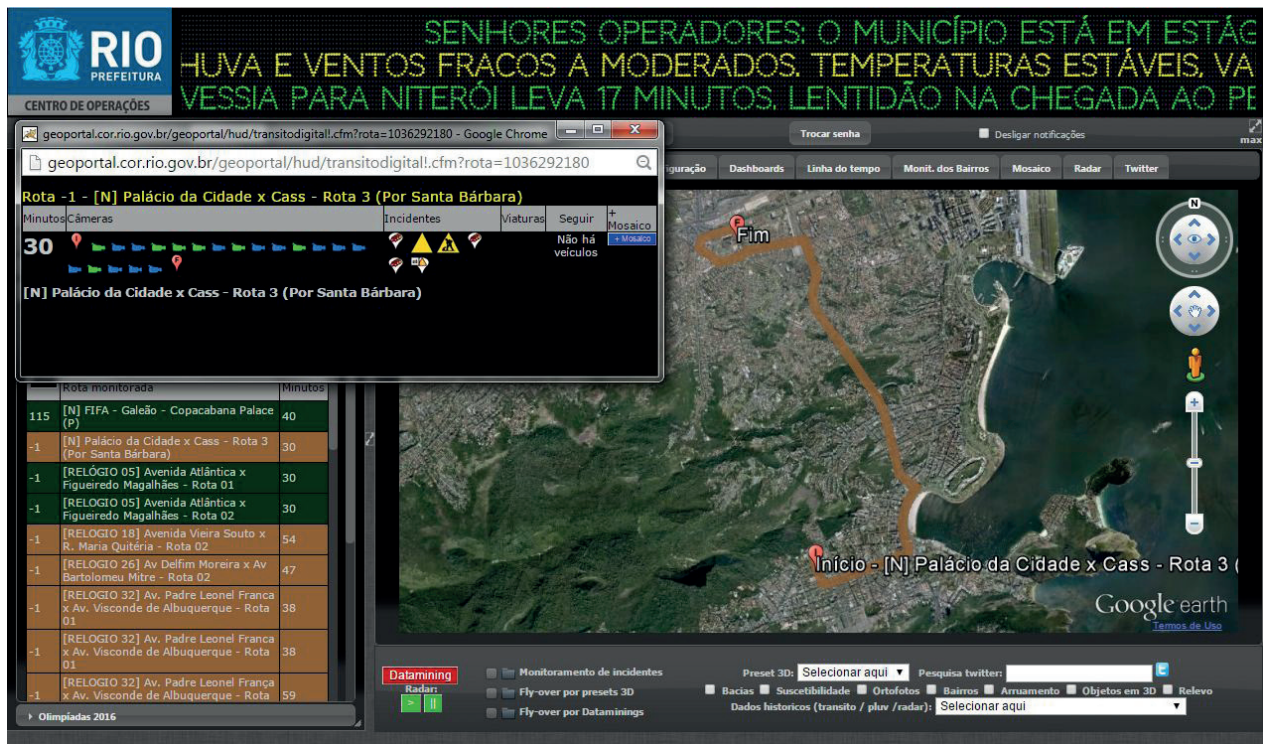 SENHORES OPERADORES: O MUNICÍPIO ESTÁ EM ESTÁG
HUVA E VENTOS FRACOS A MODERADOS. TEMPERATURAS ESTÁVEIS, VA
VESSIA PARA NITERÓI LEVA 17 MINUTOS, LENTIDÃO NA CHEGADA AO PE
RIO
PREFEITURA
CENTRO DE OPERAÇÕES
geoportal.cor.rio.gov.br/geoportal/hud/transitodigital!.cfm?rota=1036292180 - Google Chrome
geoportal.cor.rio.gov.br/geoportal/hud/transitodigital!.cfm?rota=1036292180
Trocar senha
Desligar notificações
max
Rota -1 - [N] Palácio da Cidade x Cass - Rota 3 (Por Santa Bárbara)
Minutos Câmeras Incidentes Viaturas Seguir + Mosaico
30 Não há veículos + Mosaico
[N] Palácio da Cidade x Cass - Rota 3 (Por Santa Bárbara)
iguração Dashboards Linha do tempo Monit. dos Bairros Mosaico Radar Twitter
N
Fim
Início - [N] Palácio da Cidade x Cass - Rota 3 (
Google earth
Termos de Uso
Rota monitorada Minutos
115 [N] FIFA - Galeão - Copacabana Palace (P) 40
-1 [N] Palácio da Cidade x Cass - Rota 3 (Por Santa Bárbara) 30
-1 [RELÓGIO 05] Avenida Atlântica x Figueiredo Magalhães - Rota 01 30
-1 [RELOGIO 05] Avenida Atlântica x Figueiredo Magalhães - Rota 02 30
-1 [RELOGIO 18] Avenida Vieira Souto x R. Maria Quitéria - Rota 02 54
-1 [RELOGIO 26] Av Delfim Moreira x Av Bartolomeu Mitre - Rota 02 47
-1 [RELOGIO 32] Av. Padre Leonel Franca x Av. Visconde de Albuquerque - Rota 01 38
-1 [RELOGIO 32] Av. Padre Leonel Franca x Av. Visconde de Albuquerque - Rota 01 38
-1 [RELOGIO 32] Av. Padre Leonel França x Av. Visconde de Albuquerque - Rota 59
Olimpíadas 2016
Datamining
Radar:
> ||
Monitoramento de incidentes
Fly-over por presets 3D
Fly-over por Dataminings
Preset 3D: Selecionar aqui Pesquisa twitter:
Bacias Suscetibilidade Ortofotos Bairros Arruamento Objetos em 3D Relevo
Dados historicos (transito / pluv /radar): Selecionar aqui